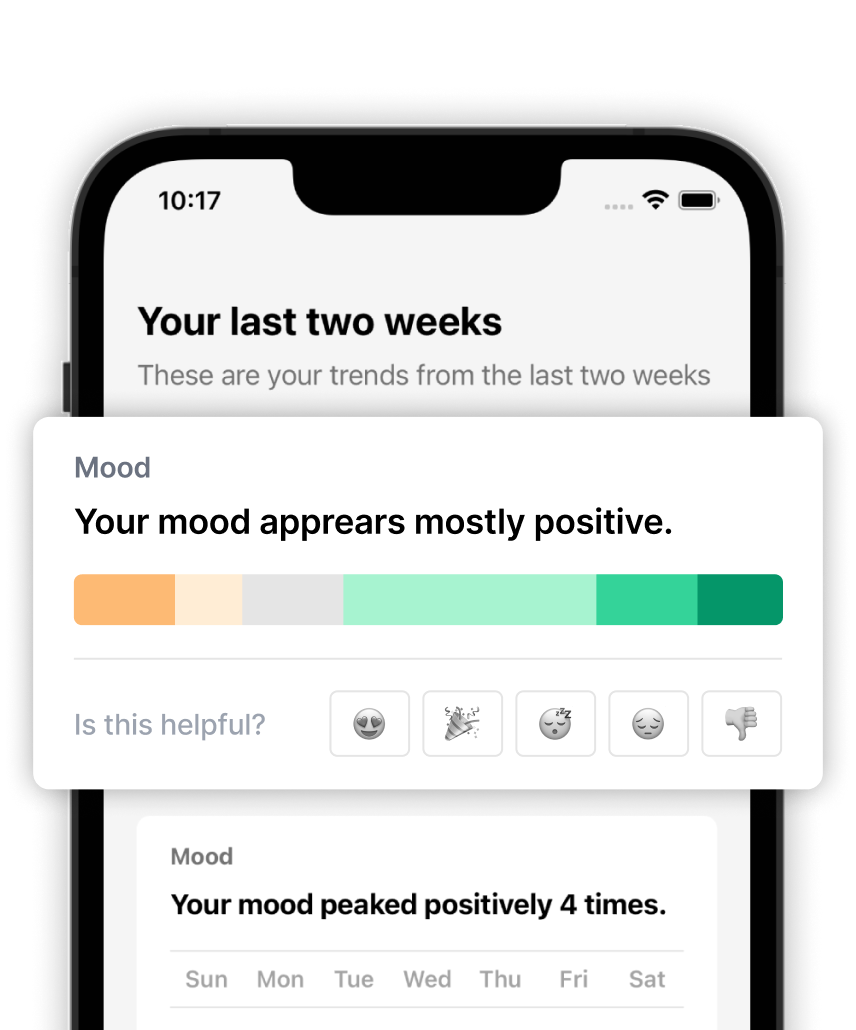 10:17
Your last two weeks
These are your trends from the last two weeks
Mood
Your mood apprears mostly positive.
Is this helpful?
Mood
Your mood peaked positively 4 times.
Sun Mon Tue Wed Thu Fri Sat